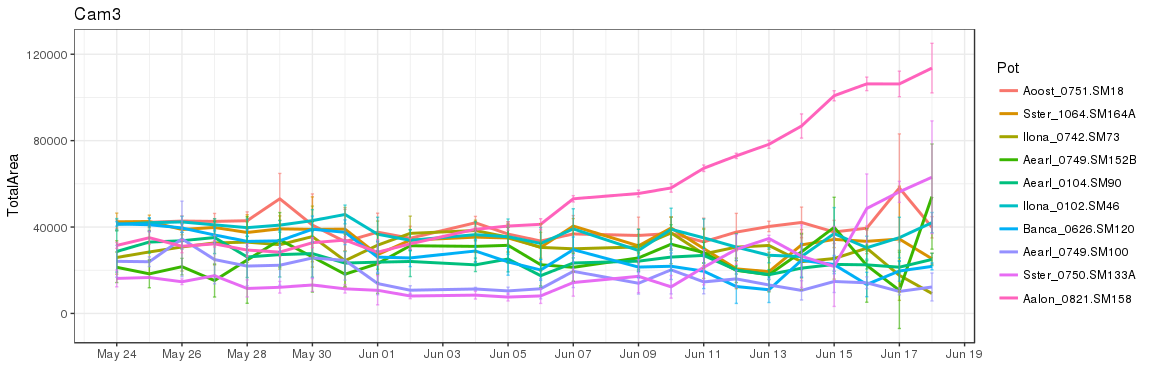 Cam3
TotalArea
120000
80000
40000
0
May 24 May 26 May 28 May 30 Jun 01 Jun 03 Jun 05 Jun 07 Jun 09 Jun 11 Jun 13 Jun 15 Jun 17 Jun 19
Pot
Aoost_0751.SM18
Sster_1064.SM164A
Ilona_0742.SM73
Aearl_0749.SM152B
Aearl_0104.SM90
Ilona_0102.SM46
Banca_0626.SM120
Aearl_0749.SM100
Sster_0750.SM133A
Aalon_0821.SM158